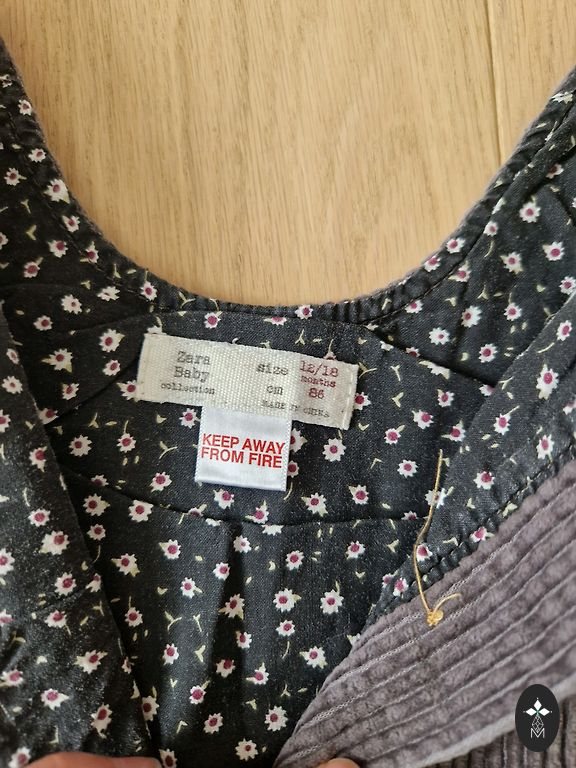 Zara size 12/18
Baby months
collection cm 86
MADE IN CHINA
KEEP AWAY
FROM FIRE